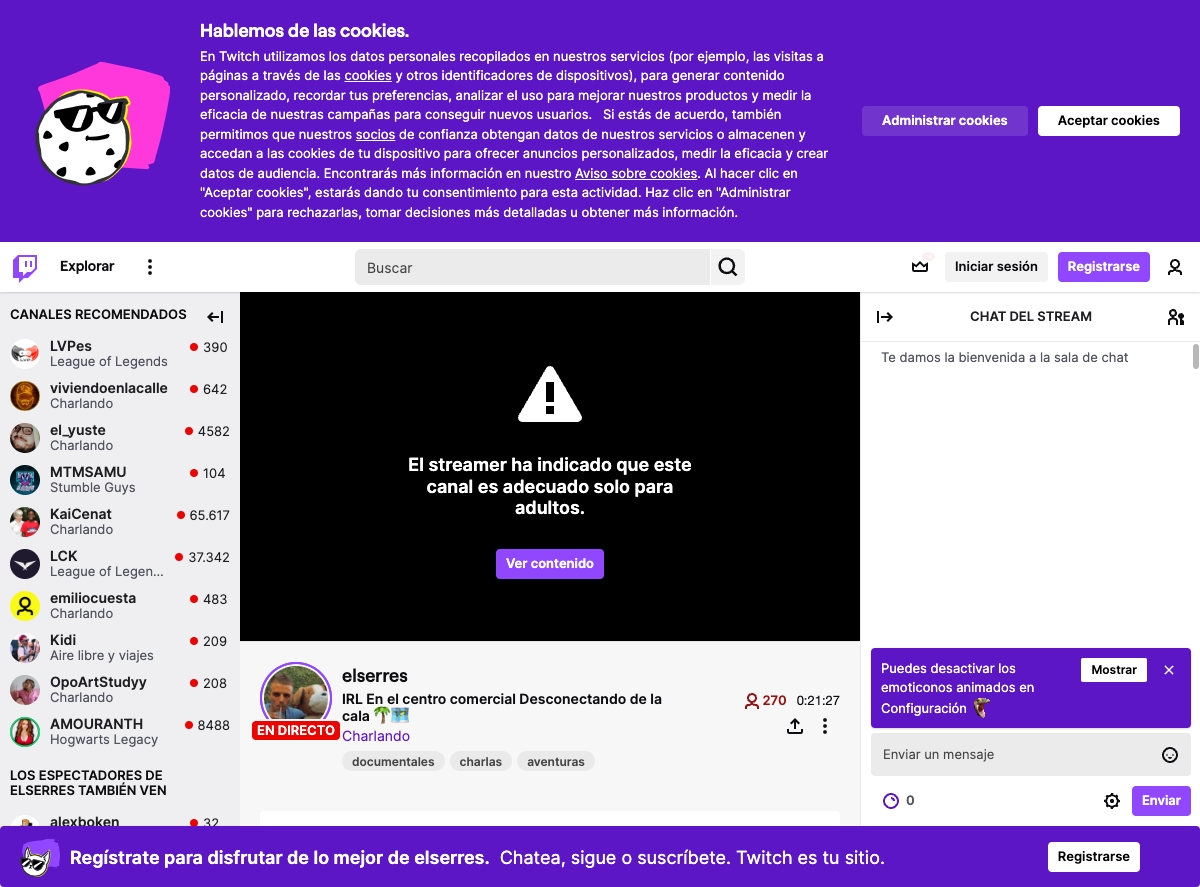 Hablemos de las cookies.
En Twitch utilizamos los datos personales recopilados en nuestros servicios (por ejemplo, las visitas a
páginas a través de las cookies y otros identificadores de dispositivos), para generar contenido
personalizado, recordar tus preferencias, analizar el uso para mejorar nuestros productos y medir la
eficacia de nuestras campañas para conseguir nuevos usuarios. Si estás de acuerdo, también
permitimos que nuestros socios de confianza obtengan datos de nuestros servicios o almacenen y
accedan a las cookies de tu dispositivo para ofrecer anuncios personalizados, medir la eficacia y crear
datos de audiencia. Encontrarás más información en nuestro Aviso sobre cookies. Al hacer clic en
"Aceptar cookies", estarás dando tu consentimiento para esta actividad. Haz clic en "Administrar
cookies" para rechazarlas, tomar decisiones más detalladas u obtener más información.
Administrar cookies
Aceptar cookies
Explorar
Buscar
Iniciar sesión
Registrarse
CANALES RECOMENDADOS
LVPes 390
League of Legends
viviendoenlacalle 642
Charlando
el_yuste 4582
Charlando
MTMSAMU 104
Stumble Guys
KaiCenat 65.617
Charlando
LCK 37.342
League of Legen...
emiliocuesta 483
Charlando
Kidi 209
Aire libre y viajes
OpoArtStudyy 208
Charlando
AMOURANTH 8488
Hogwarts Legacy
LOS ESPECTADORES DE
ELSERRES TAMBIÉN VEN
alexboken 32
El streamer ha indicado que este
canal es adecuado solo para
adultos.
Ver contenido
elserres
IRL En el centro comercial Desconectando de la
cala 🌴🗺️
270 0:21:27
EN DIRECTO
Charlando
documentales charlas aventuras
CHAT DEL STREAM
Te damos la bienvenida a la sala de chat
Puedes desactivar los
emoticonos animados en
Configuración
Mostrar
Enviar un mensaje
0
Enviar
Regístrate para disfrutar de lo mejor de elserres. Chatea, sigue o suscríbete. Twitch es tu sitio.
Registrarse